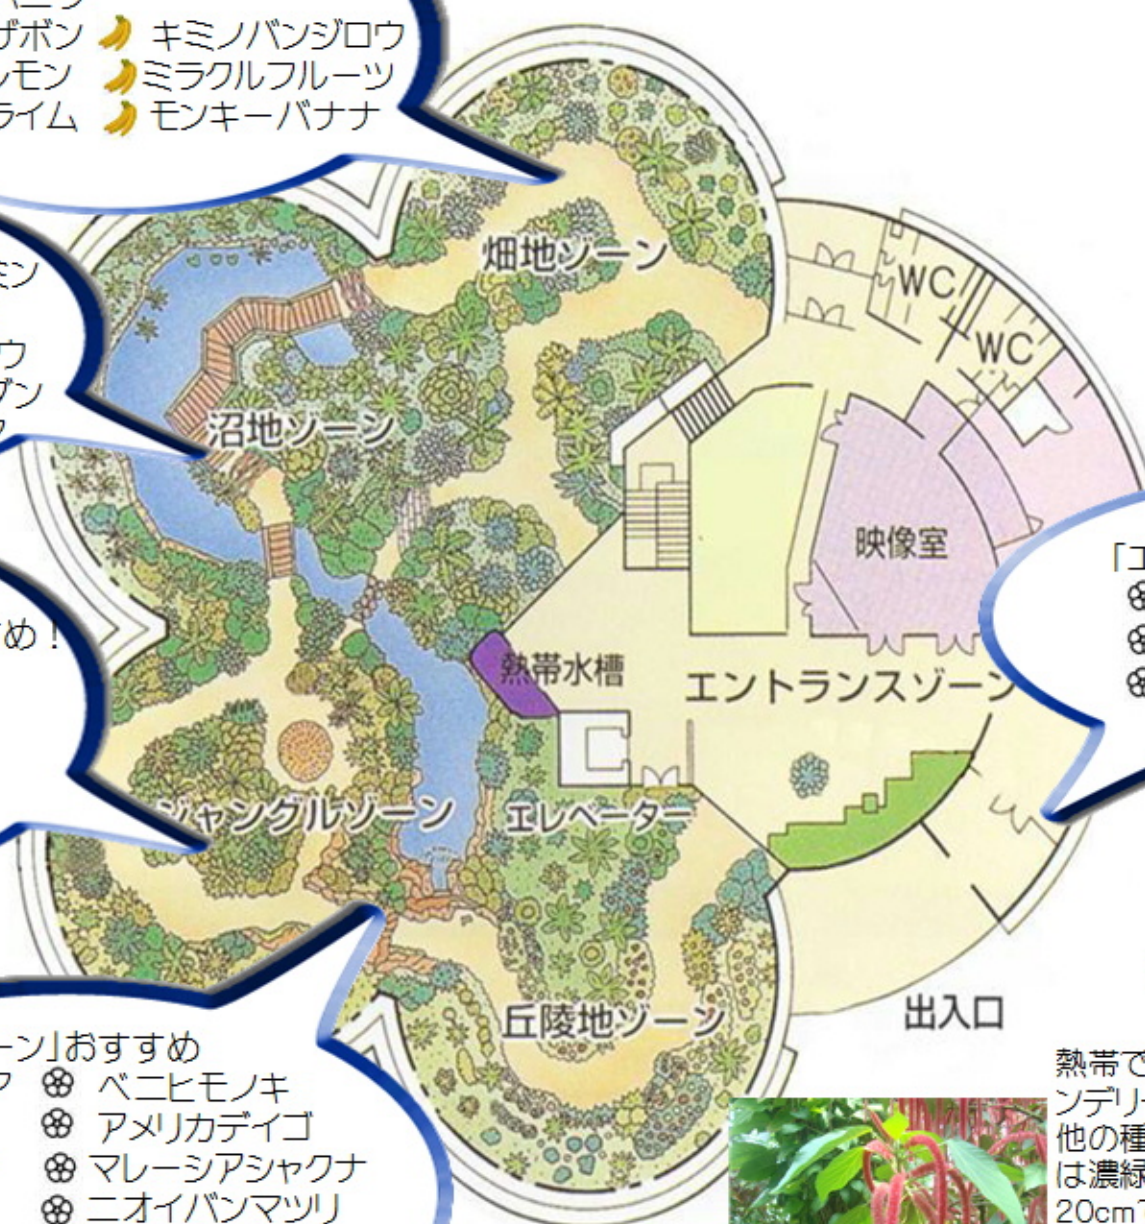 ザボン キミノバンジロウ
レモン ミラクルフルーツ
ライム モンキーバナナ
畑地ゾーン
WC
WC
沼地ゾーン
映像室
熱帯水槽
エントランスゾーン
ジャングルゾーン
エレベーター
丘陵地ゾーン
出入口
ーン」おすすめ
ベニヒモノキ
アメリカデイゴ
マレーシアシャクナ
ニオイバンマツリ
熱帯で
ンデリ
他の種
は濃緑
20cm